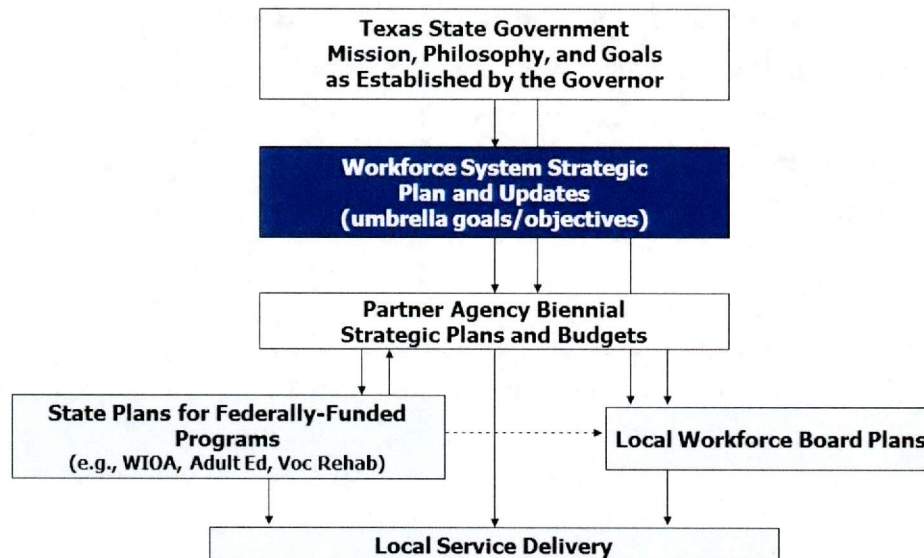 Texas State Government
Mission, Philosophy, and Goals
as Established by the Governor
Workforce System Strategic
Plan and Updates
(umbrella goals/objectives)
Partner Agency Biennial
Strategic Plans and Budgets
State Plans for Federally-Funded
Programs
(e.g., WIOA, Adult Ed, Voc Rehab)
Local Workforce Board Plans
Local Service Delivery